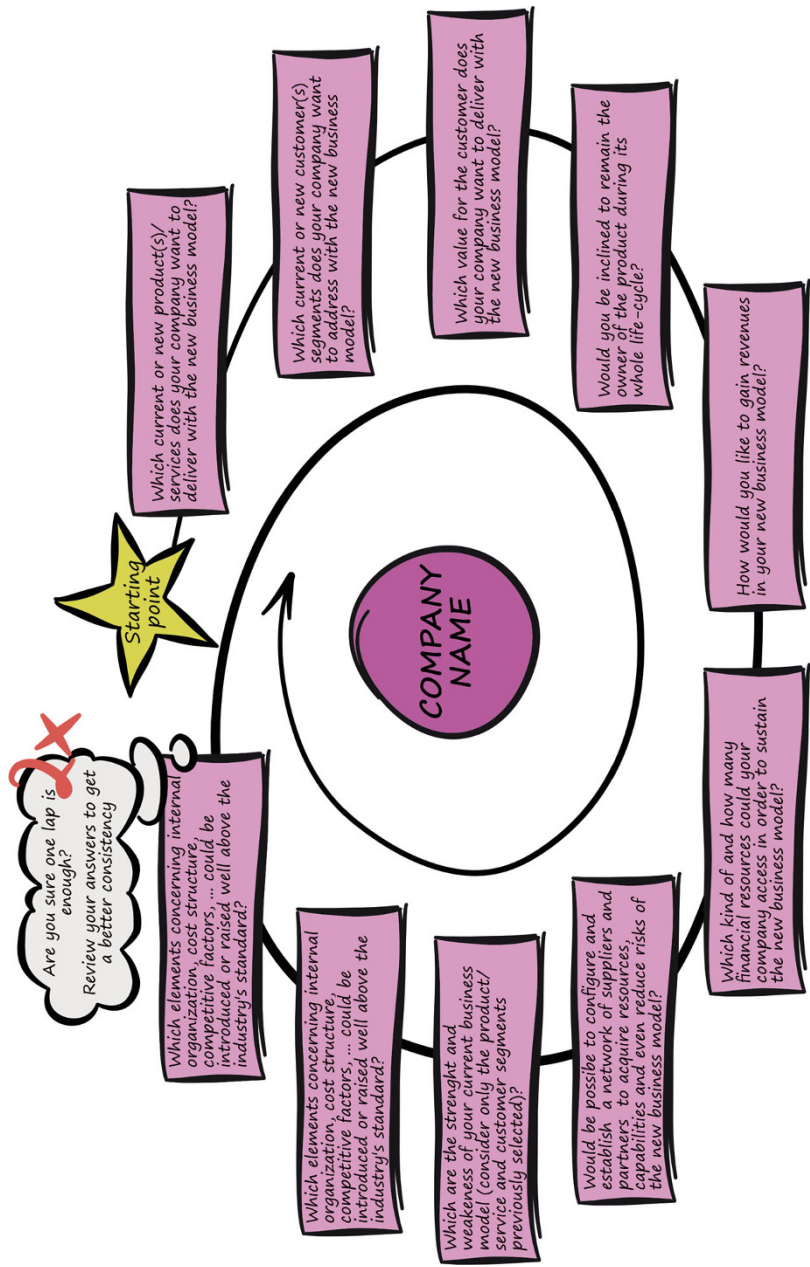 Starting
point
Which current or new product(s)/
services does your company want to
deliver with the new business model?
Which current or new customer(s)
segments does your company want
to address with the new business
model?
Which value for the customer does
your company want to deliver with
the new business model?
Would you be inclined to remain the
owner of the product during its
whole life-cycle?
How would you like to gain revenues
in your new business model?
Which kind of and how many
financial resources could your
company access in order to sustain
the new business model?
Would be possibe to configure and
establish a network of suppliers and
partners to acquire resources,
capabilities and even reduce risks of
the new business model?
Which are the strenght and
weakness of your current business
model (consider only the product/
service and customer segments
previously selected)?
Which elements concerning internal
organization, cost structure,
competitive factors, ... could be
introduced or raised well above the
industry's standard?
Which elements concerning internal
organization, cost structure,
competitive factors, ... could be
introduced or raised well above the
industry's standard?
Are you sure one lap is
enough?
Review your answers to get
a better consistency
2x
COMPANY
NAME